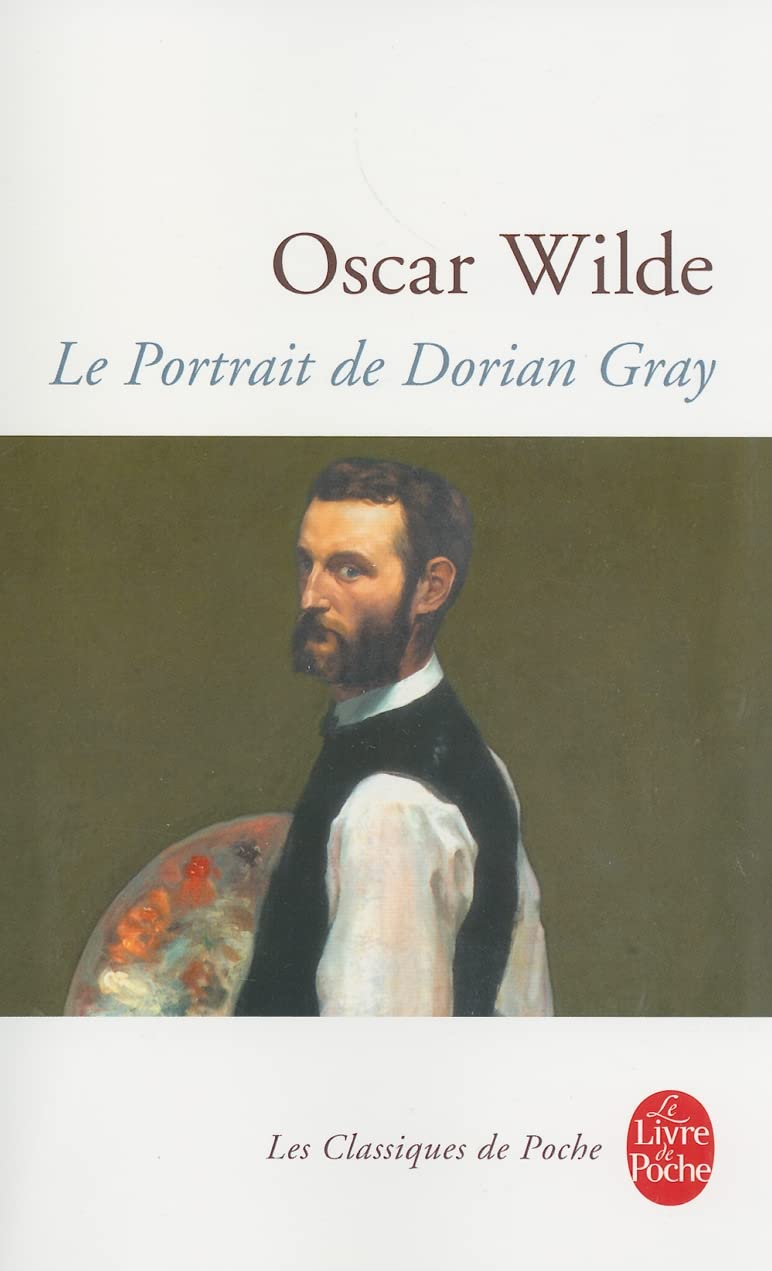 Oscar Wilde
Le Portrait de Dorian Gray
Les Classiques de Poche
Le
Livre
de
Poche